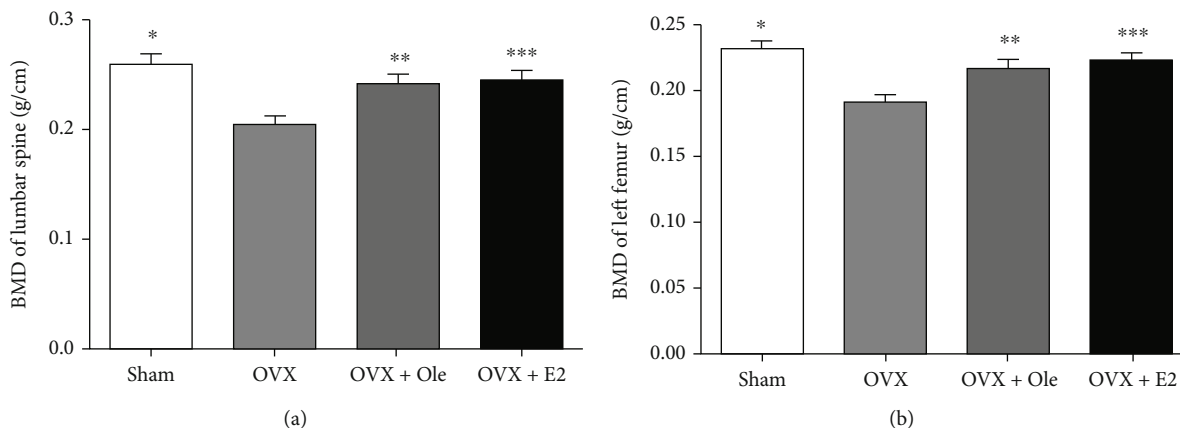 BMD of lumbar spine (g/cm)
0.3
0.2
0.1
0.0
*
**
***
Sham
OVX
OVX + Ole
OVX + E2
(a)
BMD of left femur (g/cm)
0.25
0.20
0.15
0.10
0.05
0.00
*
**
***
Sham
OVX
OVX + Ole
OVX + E2
(b)